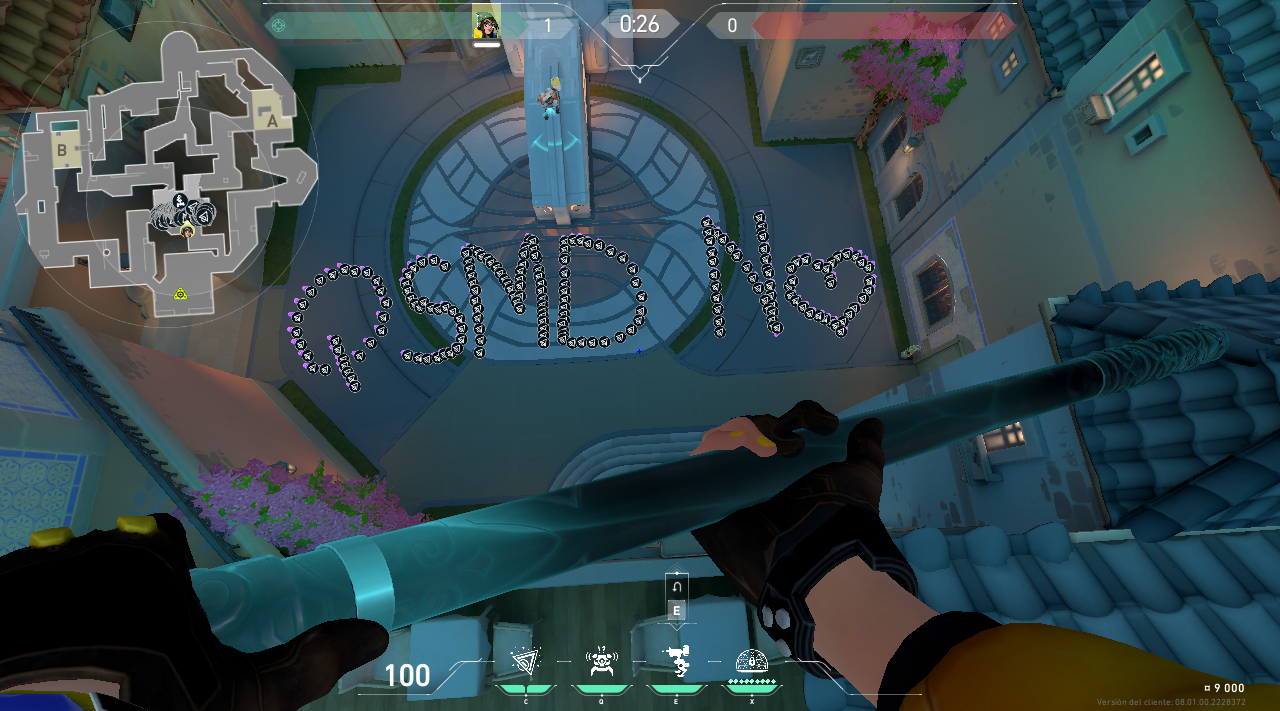 1 0:26 0
A
B
N♥
E
100
C Q E X
¤ 9 000
Versión del cliente: 08.01.00.2228372